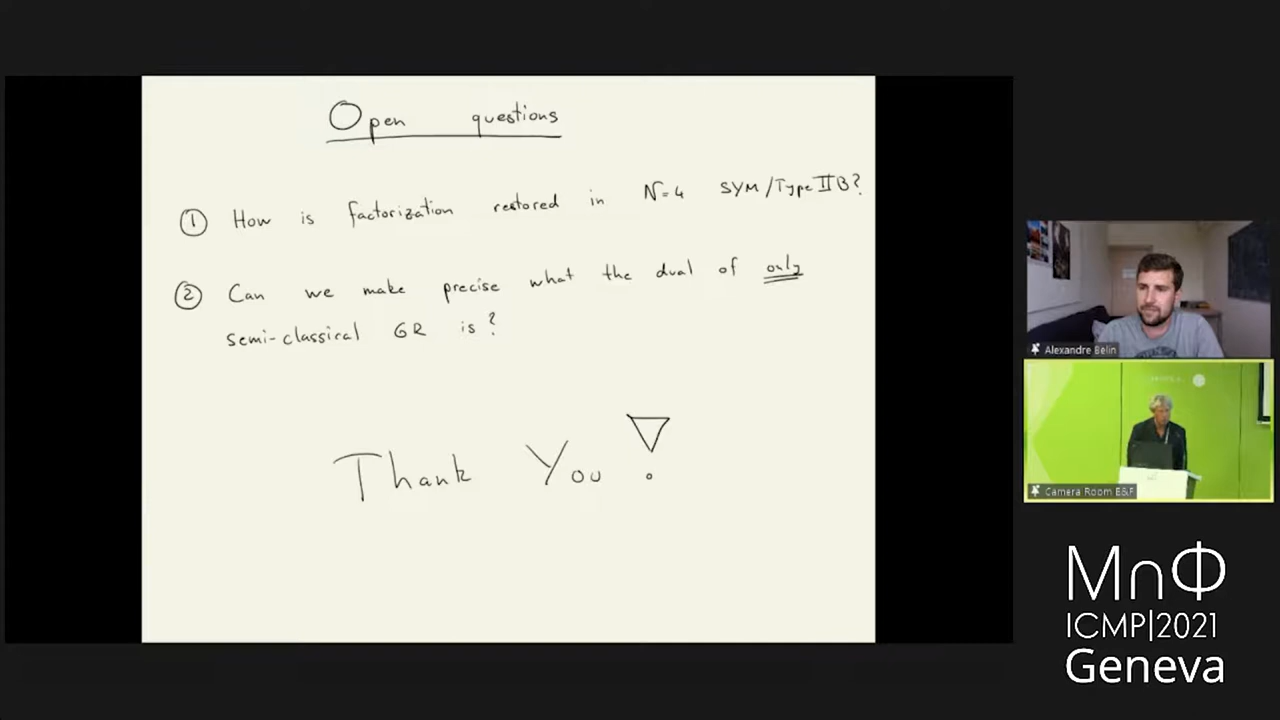 Open questions
① How is factorization restored in N=4 SYM/Type IIB?
② Can we make precise what the dual of only
semi-classical GR is?
Thank You!
Alexandre Belin
Camera Room E&F
MnΦ
ICMP|2021
Geneva